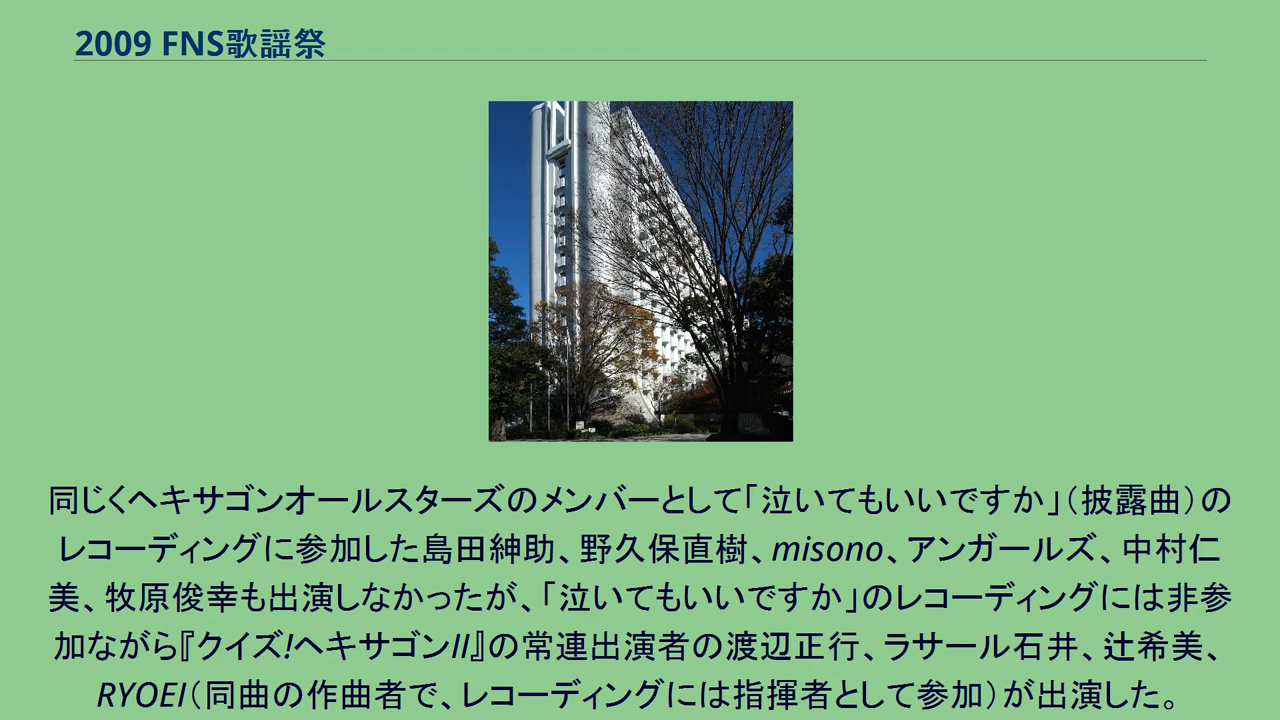 2009 FNS歌謡祭
同じくヘキサゴンオールスターズのメンバーとして「泣いてもいいですか」（披露曲）の
レコーディングに参加した島田紳助、野久保直樹、misono、アンガールズ、中村仁
美、牧原俊幸も出演しなかったが、「泣いてもいいですか」のレコーディングには非参
加ながら『クイズ!ヘキサゴンII』の常連出演者の渡辺正行、ラサール石井、辻希美、
RYOEI（同曲の作曲者で、レコーディングには指揮者として参加）が出演した。